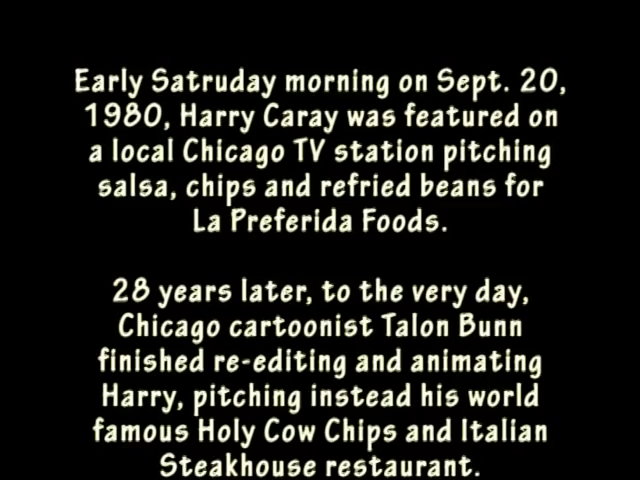 Early Satruday morning on Sept. 20,
1980, Harry Caray was featured on
a local Chicago TV station pitching
salsa, chips and refried beans for
La Preferida Foods.
28 years later, to the very day,
Chicago cartoonist Talon Bunn
finished re-editing and animating
Harry, pitching instead his world
famous Holy Cow Chips and Italian
Steakhouse restaurant.